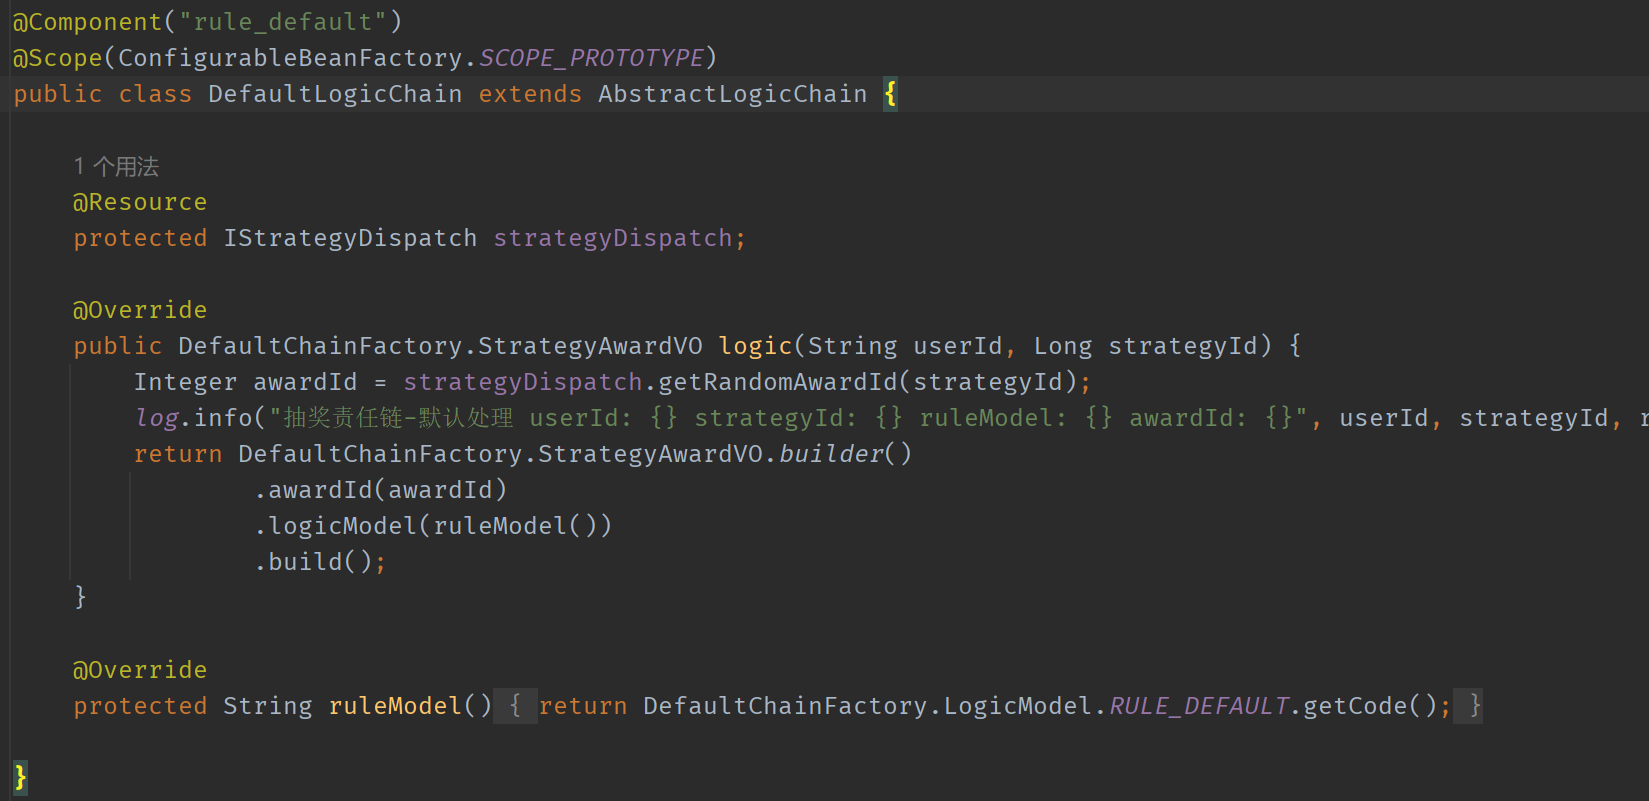 @Component("rule_default")
@Scope(ConfigurableBeanFactory.SCOPE_PROTOTYPE)
public class DefaultLogicChain extends AbstractLogicChain {
1 个用法
@Resource
protected IStrategyDispatch strategyDispatch;
@Override
public DefaultChainFactory.StrategyAwardVO logic(String userId, Long strategyId) {
Integer awardId = strategyDispatch.getRandomAwardId(strategyId);
log.info("抽奖责任链-默认处理 userId: {} strategyId: {} ruleModel: {} awardId: {}", userId, strategyId,
return DefaultChainFactory.StrategyAwardVO.builder()
.awardId(awardId)
.logicModel(ruleModel())
.build();
}
@Override
protected String ruleModel() { return DefaultChainFactory.LogicModel.RULE_DEFAULT.getCode(); }
}